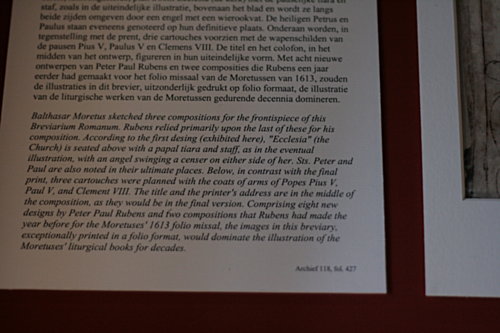 staf, zoals in de uiteindelijke illustratie, bovenaan het blad en wordt ze langs
beide zijden omgeven door een engel met een wierookvat. De heiligen Petrus en
Paulus staan eveneens genoteerd op hun definitieve plaats. Onderaan worden, in
tegenstelling met de prent, drie cartouches voorzien met de wapenschilden van
de pausen Pius V, Paulus V en Clemens VIII. De titel en het colofon, in het
midden van het ontwerp, figureren in hun uiteindelijke vorm. Met acht nieuwe
ontwerpen van Peter Paul Rubens en twee composities die Rubens een jaar
eerder had gemaakt voor het folio missaal van de Moretussen van 1613, zouden
de illustraties in dit brevier, uitzonderlijk gedrukt op folio formaat, de illustratie
van de liturgische werken van de Moretussen gedurende decennia domineren.
Balthasar Moretus sketched three compositions for the frontispiece of this
Breviarium Romanum. Rubens relied primarily upon the last of these for his
composition. According to the first desing (exhibited here), "Ecclesia" (the
Church) is seated above with a papal tiara and staff, as in the eventual
illustration, with an angel swinging a censer on either side of her. Sts. Peter and
Paul are also noted in their ultimate places. Below, in contrast with the final
print, three cartouches were planned with the coats of arms of Popes Pius V,
Paul V, and Clement VIII. The title and the printer's address are in the middle of
the composition, as they would be in the final version. Comprising eight new
designs by Peter Paul Rubens and two compositions that Rubens had made the
year before for the Moretuses' 1613 folio missal, the images in this breviary,
exceptionally printed in a folio format, would dominate the illustration of the
Moretuses' liturgical books for decades.
Archief 118, fol. 427